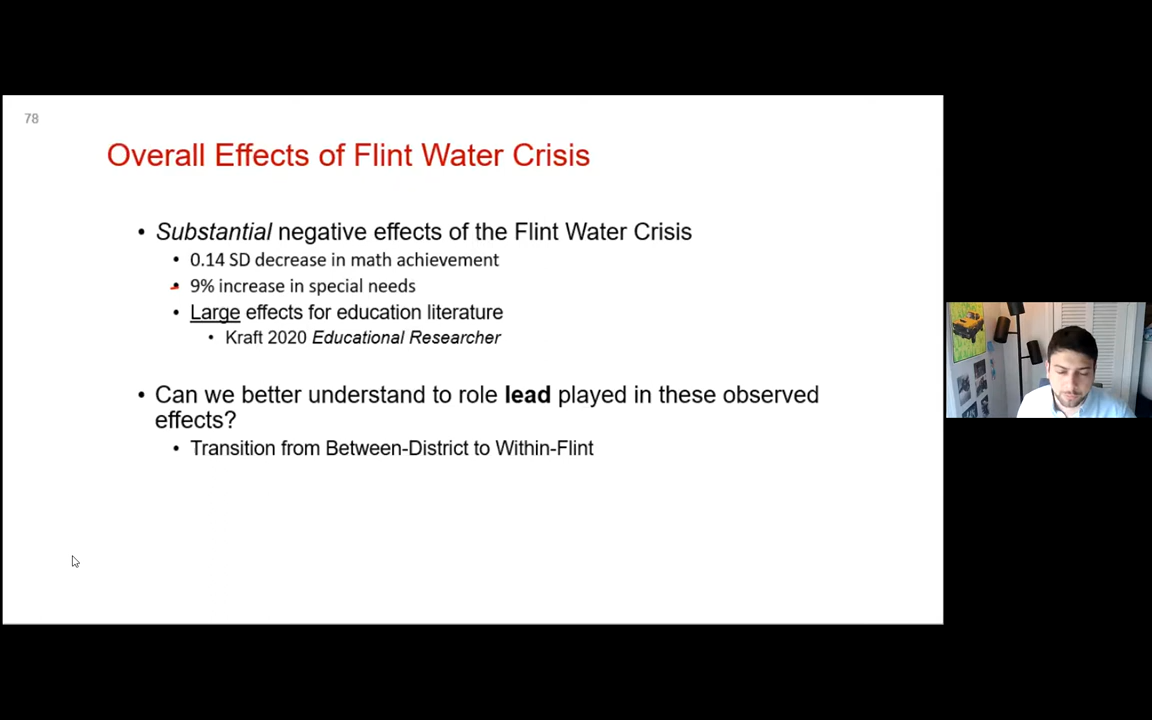 78
Overall Effects of Flint Water Crisis
• Substantial negative effects of the Flint Water Crisis
• 0.14 SD decrease in math achievement
• 9% increase in special needs
• Large effects for education literature
• Kraft 2020 Educational Researcher
• Can we better understand to role lead played in these observed
effects?
• Transition from Between-District to Within-Flint